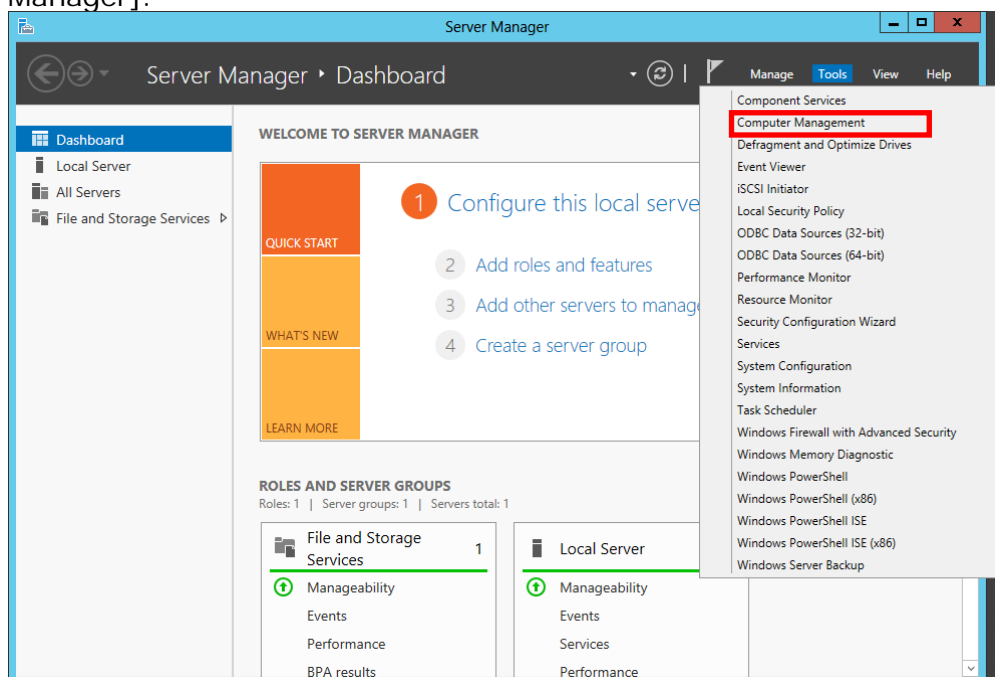 Manager].
Server Manager
Server Manager • Dashboard
Manage Tools View Help
Component Services
Computer Management
Defragment and Optimize Drives
Event Viewer
iSCSI Initiator
Local Security Policy
ODBC Data Sources (32-bit)
ODBC Data Sources (64-bit)
Performance Monitor
Resource Monitor
Security Configuration Wizard
Services
System Configuration
System Information
Task Scheduler
Windows Firewall with Advanced Security
Windows Memory Diagnostic
Windows PowerShell
Windows PowerShell (x86)
Windows PowerShell ISE
Windows PowerShell ISE (x86)
Windows Server Backup
Dashboard
Local Server
All Servers
File and Storage Services
WELCOME TO SERVER MANAGER
QUICK START
WHAT'S NEW
LEARN MORE
1 Configure this local serve
2 Add roles and features
3 Add other servers to manag
4 Create a server group
ROLES AND SERVER GROUPS
Roles: 1 | Server groups: 1 | Servers total: 1
File and Storage
Services
1
Manageability
Events
Performance
BPA results
Local Server
Manageability
Events
Services
Performance